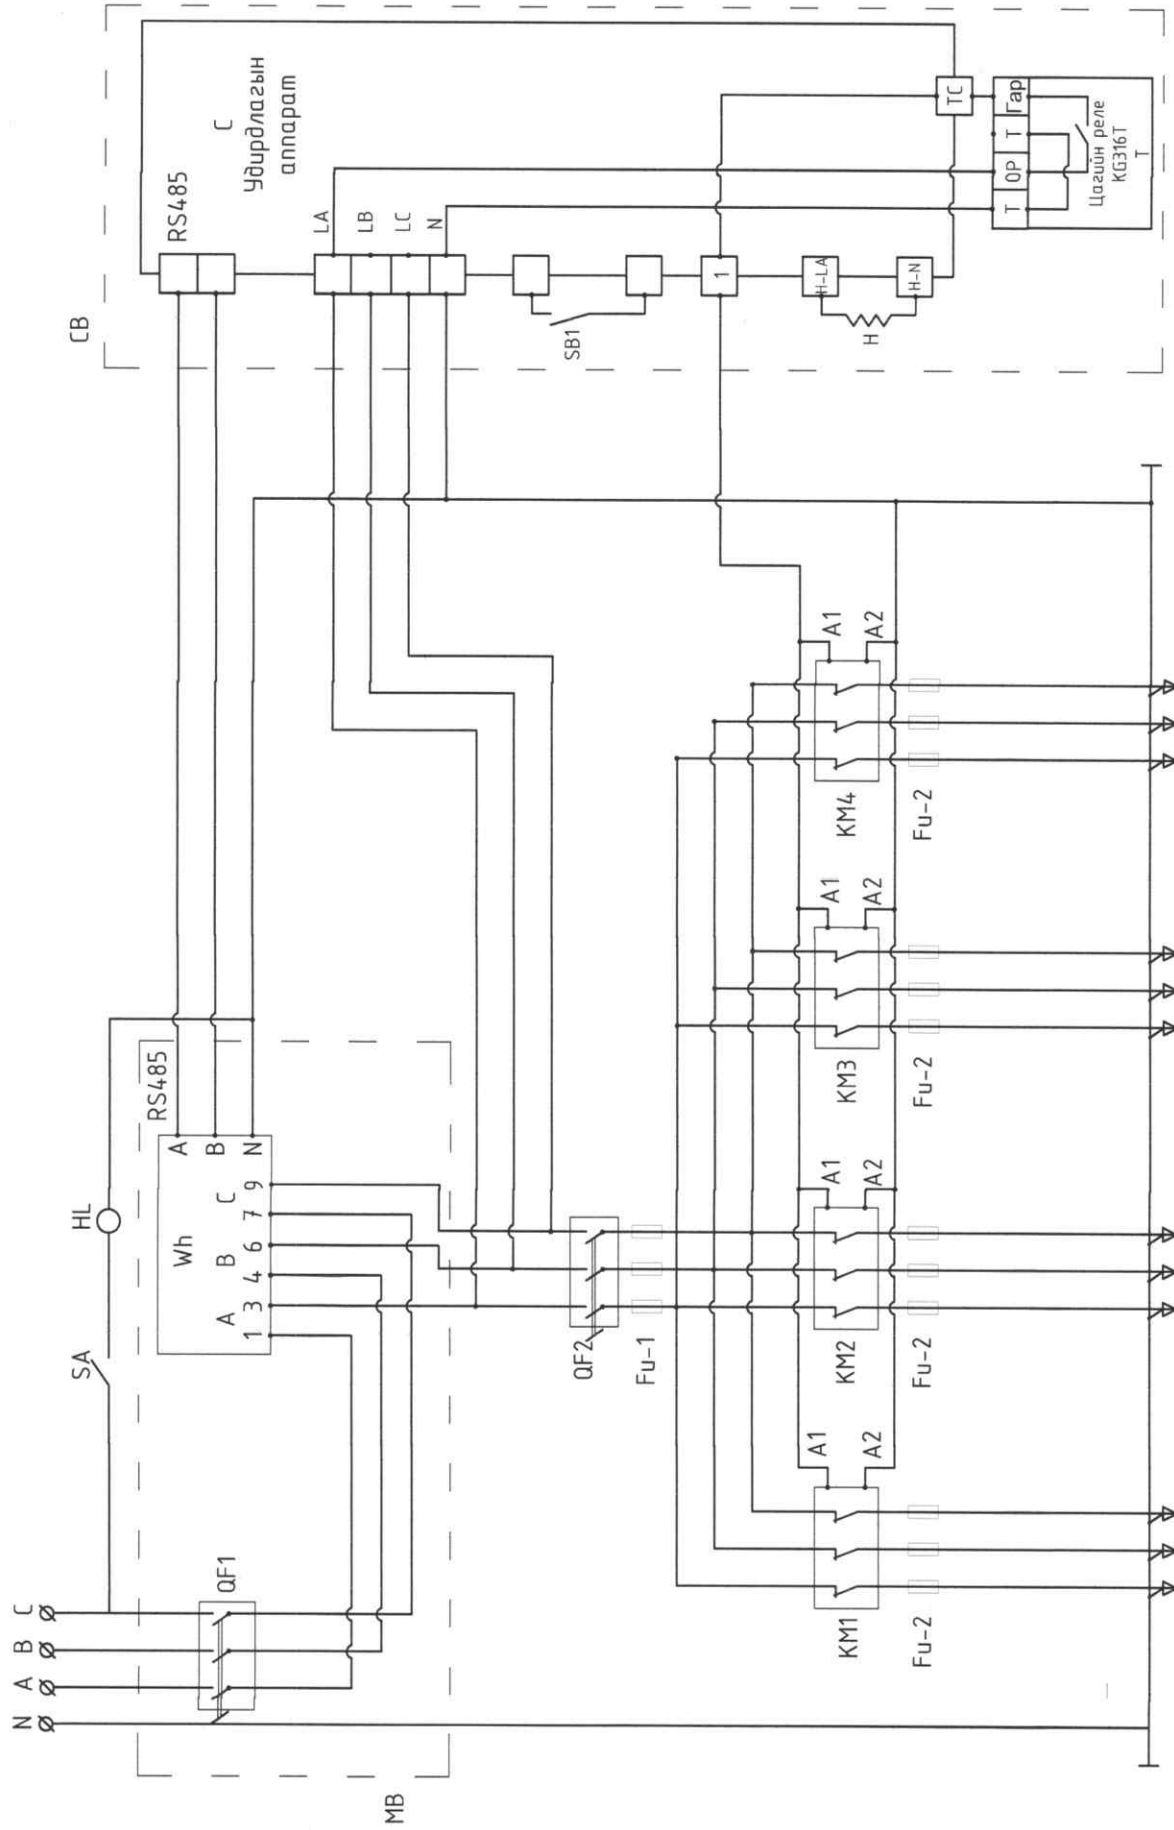 N
A
B
C
SA
HL
CB
QF1
RS485
RS485
Wh
A
B
C
1
3
4
6
7
9
A
B
N
MB
С
Удирдлагын
аппарат
LA
LB
LC
N
QF2
SB1
Fu-1
1
KM1
KM2
KM3
KM4
A1
A2
A1
A2
A1
A2
A1
A2
H-LA
H
H-N
Fu-2
Fu-2
Fu-2
Fu-2
TC
Т
ОР
Т
Гар
Цагийн реле
KG316T
T